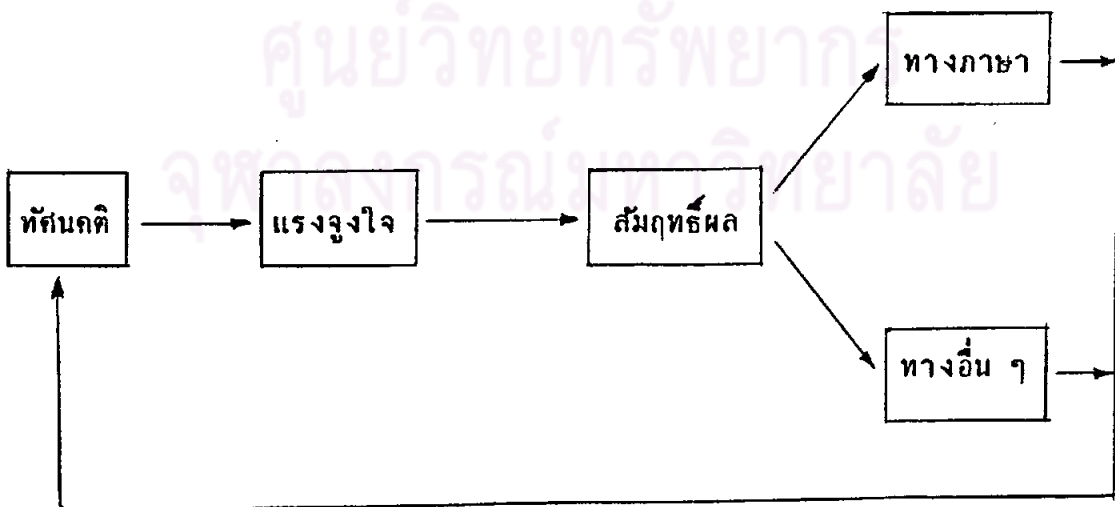 ศูนย์วิทยทรัพยากร
จุฬาลงกรณ์มหาวิทยาลัย
ทางภาษา
ทัศนคติ
แรงจูงใจ
สัมฤทธิ์ผล
ทางอื่น ๆ